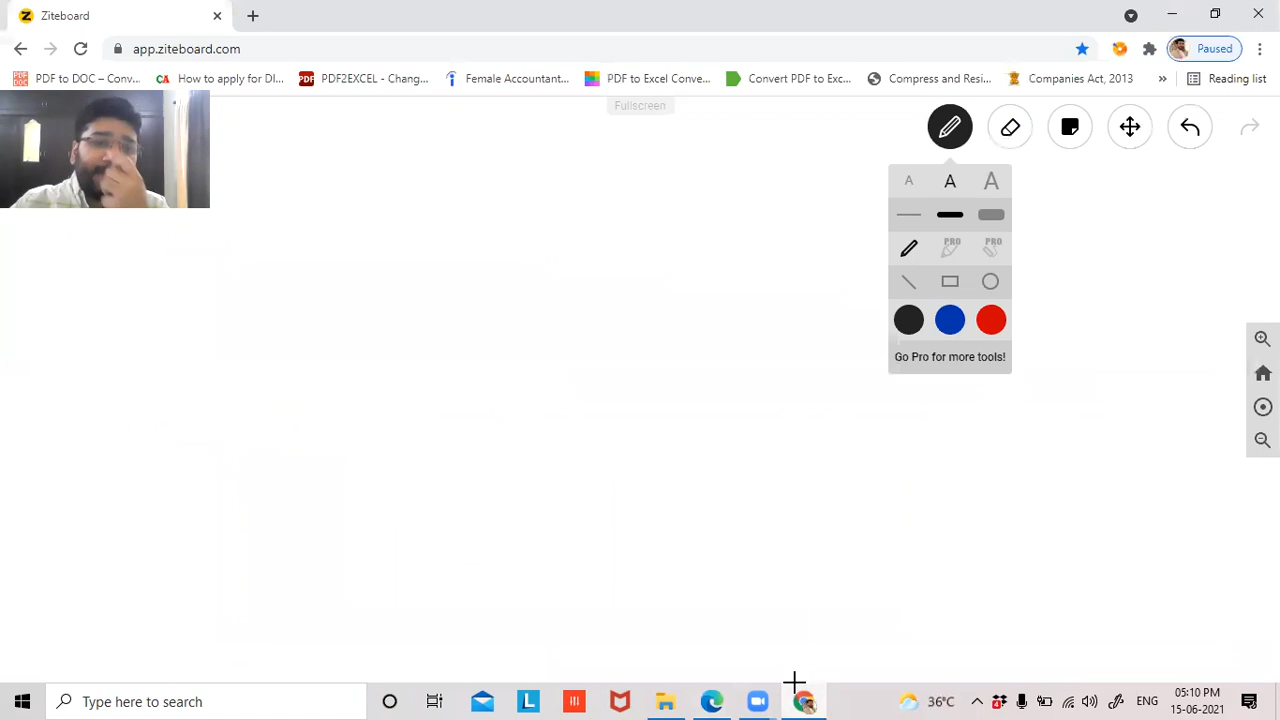 Ziteboard
app.ziteboard.com
Paused
PDF to DOC – Conv...
How to apply for DI...
PDF2EXCEL - Chang...
Female Accountant...
PDF to Excel Conve...
Convert PDF to Exc...
Compress and Resi...
Companies Act, 2013
»
Reading list
Fullscreen
A A A
PRO PRO
Go Pro for more tools!
Type here to search
36°C
ENG
05:10 PM
15-06-2021